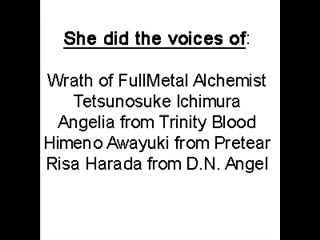 She did the voices of:
Wrath of FullMetal Alchemist
Tetsunosuke Ichimura
Angelia from Trinity Blood
Himeno Awayuki from Pretear
Risa Harada from D.N. Angel